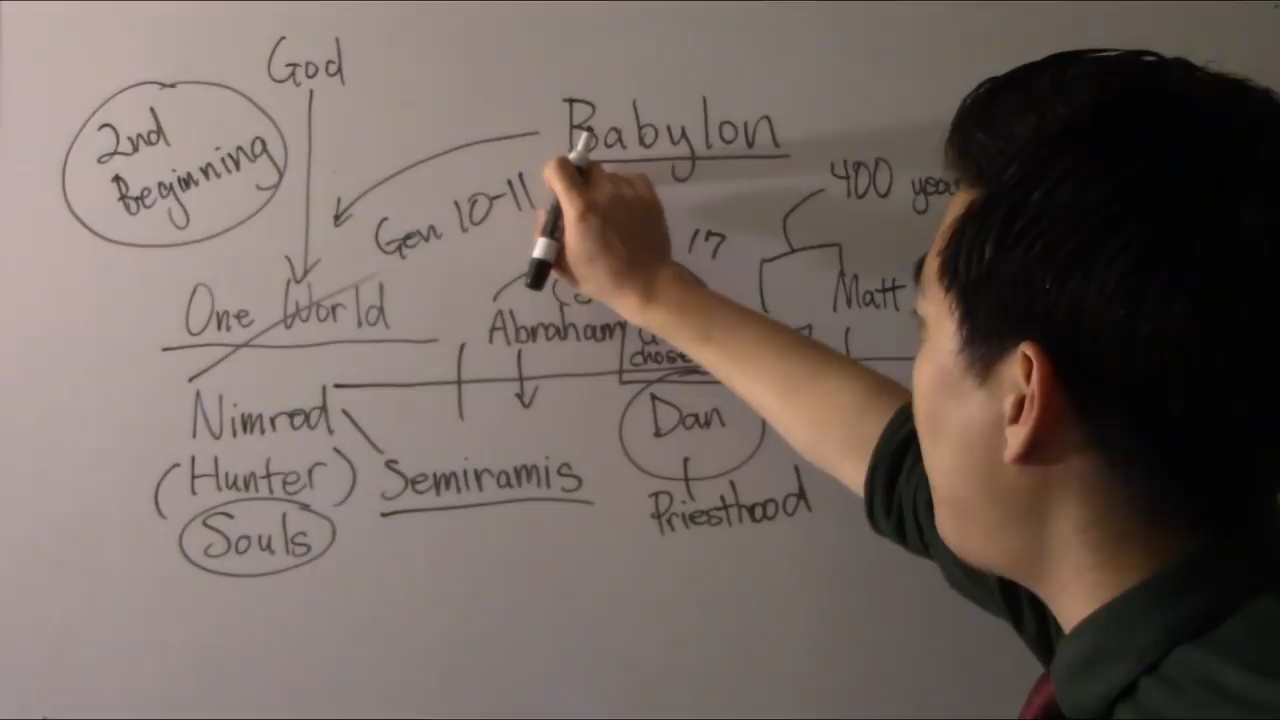 God
2nd
Beginning
Babylon
400
Gen 10-11
17
One World
Matt
Abraham
Nimrod
Dan
(Hunter)
Semiramis
Souls
Priesthood